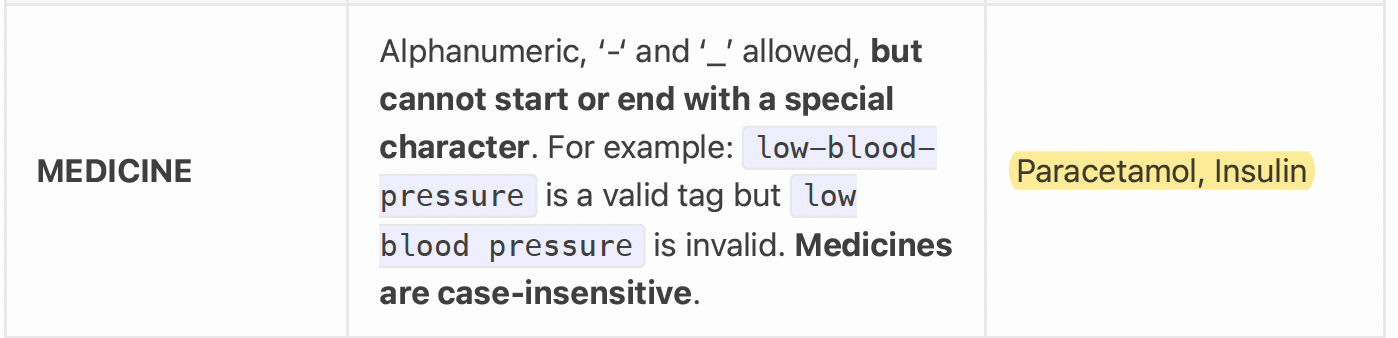 MEDICINE
Alphanumeric, ‘-‘ and ‘_’ allowed, but
cannot start or end with a special
character. For example: low-blood-
pressure is a valid tag but low
blood pressure is invalid. Medicines
are case-insensitive.
Paracetamol, Insulin